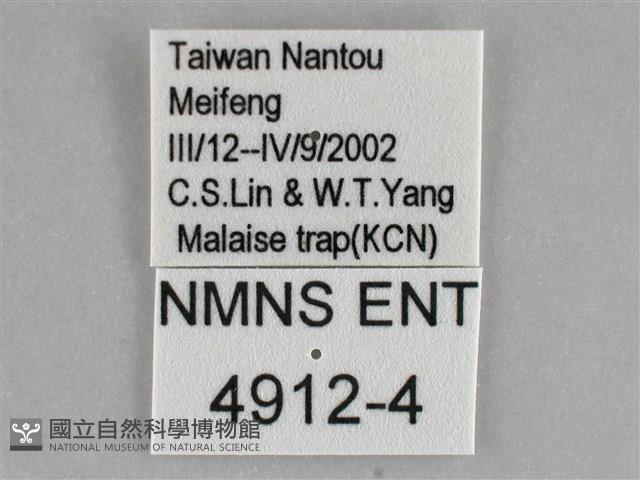 Taiwan Nantou
Meifeng
III/12--IV/9/2002
C.S.Lin & W.T.Yang
Malaise trap(KCN)
NMNS ENT
4912-4
國立自然科學博物館
NATIONAL MUSEUM OF NATURAL SCIENCE